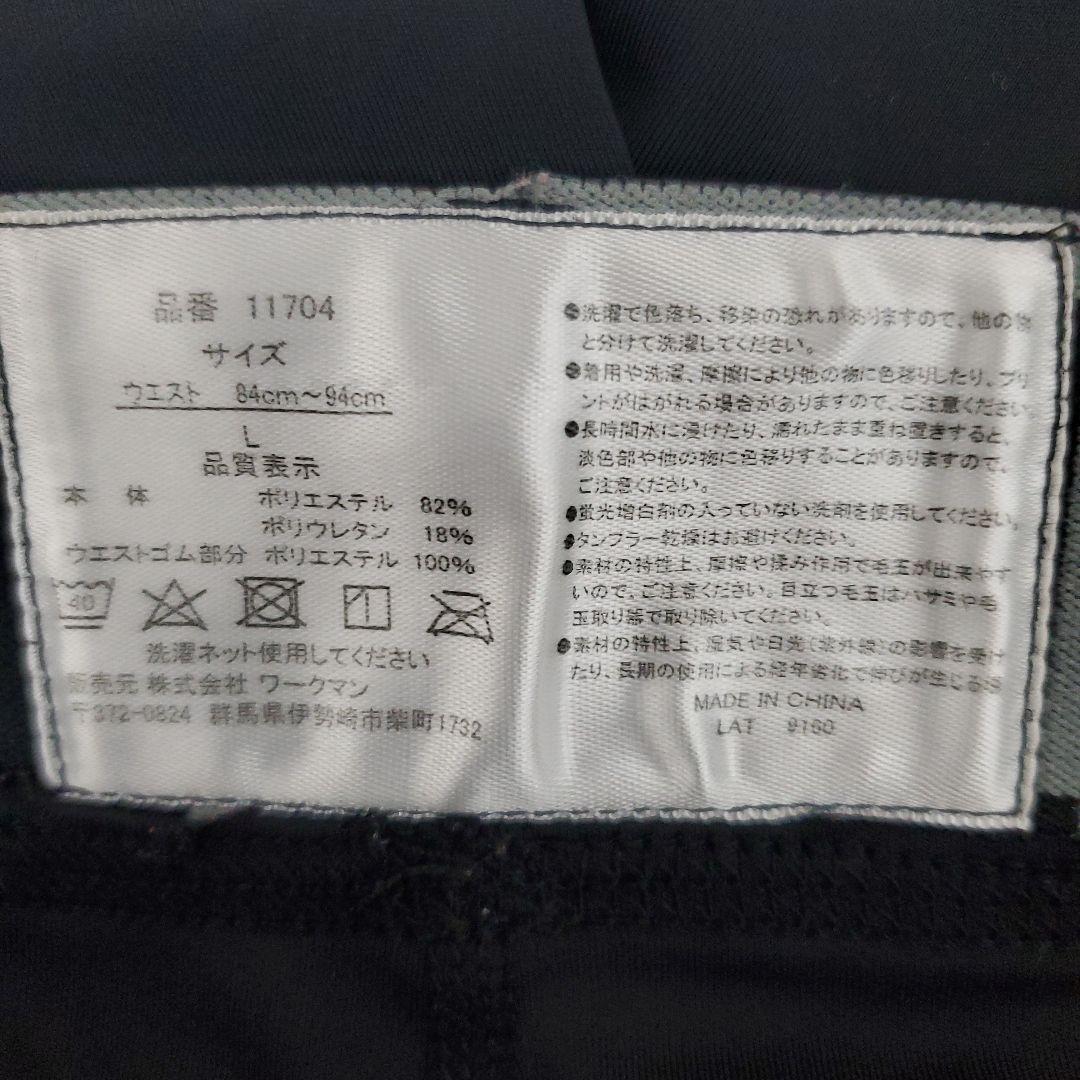 品番 11704
サイズ
ウエスト 84cm～94cm
L
品質表示
本 体 ポリエステル 82%
ポリウレタン 18%
ウエストゴム部分 ポリエステル 100%
40
洗濯ネット使用してください
販売元 株式会社 ワークマン
〒372-0824 群馬県伊勢崎市柴町1732
●洗濯で色落ち、移染の恐れがありますので、他の物
と分けて洗濯してください。
●着用や洗濯、摩擦により他の物に色移りしたり、プリ
ントがはがれる場合がありますので、ご注意ください。
●長時間水に浸けたり、濡れたまま重ね置きすると、
淡色部や他の物に色移りすることがありますので、
ご注意ください。
●蛍光増白剤の入っていない洗剤を使用してください。
●タンブラー乾燥はお避けください。
●素材の特性上、摩擦や揉み作用で毛玉が出来やす
いので、ご注意ください。目立つ毛玉はハサミや毛
玉取り器で取り除いてください。
●素材の特性上、湿気や日光(紫外線)の影響を受け
たり、長期の使用による経年劣化で伸びが生じる
MADE IN CHINA
LAT 9160